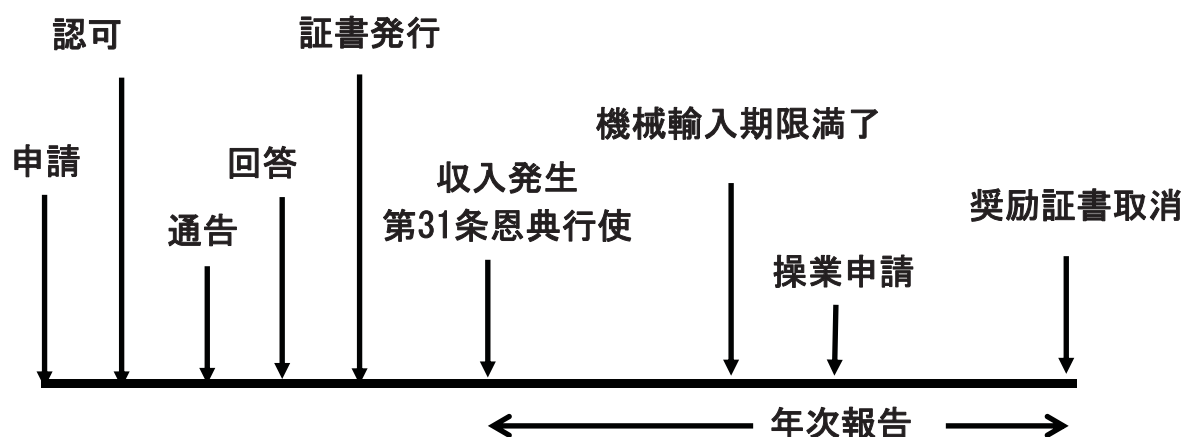 認可
証書発行
機械輸入期限満了
申請
回答
収入発生
第31条恩典行使
奨励証書取消
通告
操業申請
年次報告